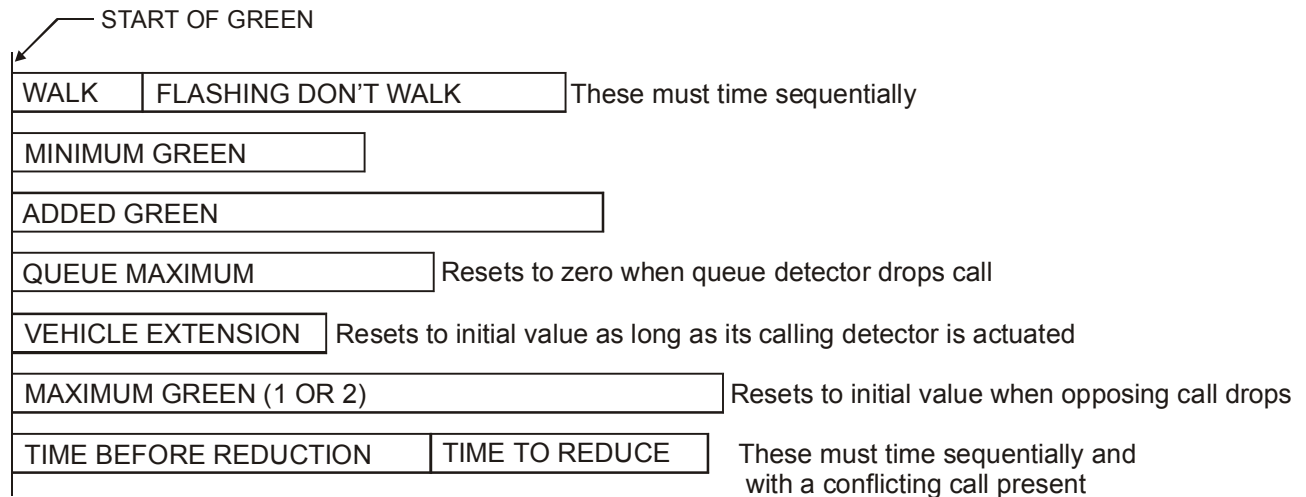 START OF GREEN
WALK FLASHING DON'T WALK These must time sequentially
MINIMUM GREEN
ADDED GREEN
QUEUE MAXIMUM Resets to zero when queue detector drops call
VEHICLE EXTENSION Resets to initial value as long as its calling detector is actuated
MAXIMUM GREEN (1 OR 2) Resets to initial value when opposing call drops
TIME BEFORE REDUCTION TIME TO REDUCE These must time sequentially and
with a conflicting call present